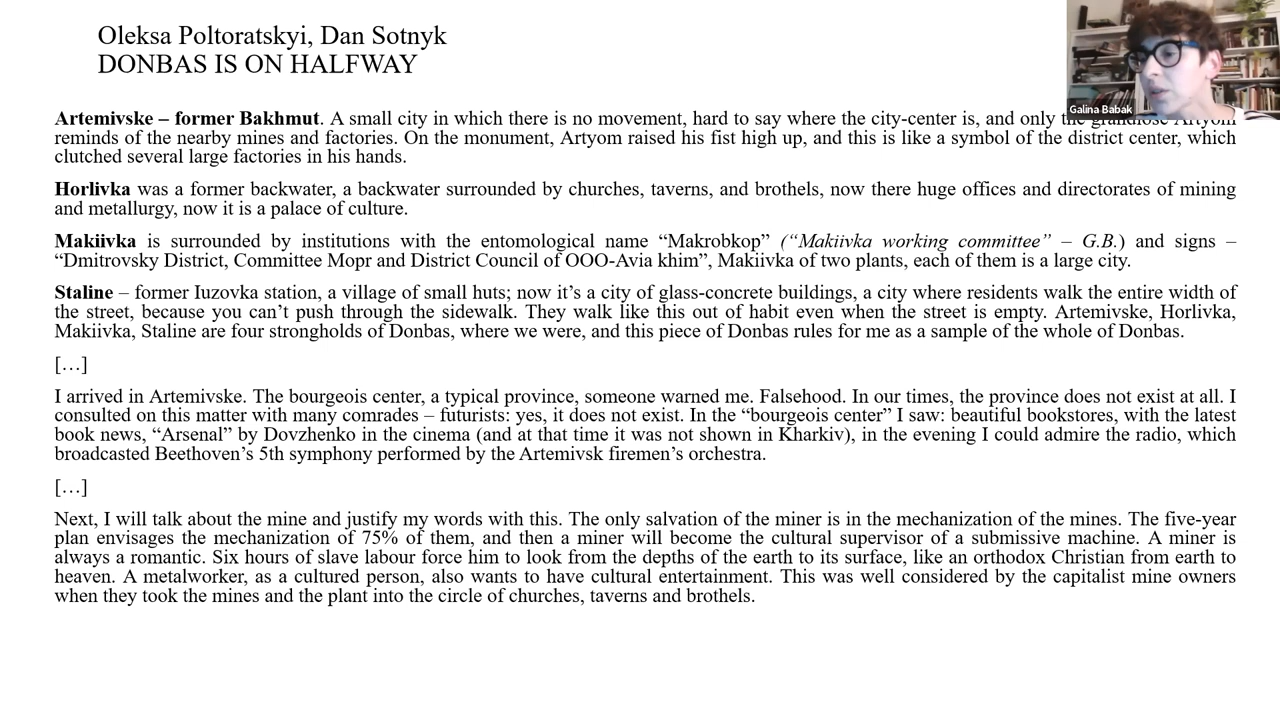 Oleksa Poltoratskyi, Dan Sotnyk
DONBAS IS ON HALFWAY
Galina Babak
Artemivske – former Bakhmut. A small city in which there is no movement, hard to say where the city-center is, and only the grandiose Artyom
reminds of the nearby mines and factories. On the monument, Artyom raised his fist high up, and this is like a symbol of the district center, which
clutched several large factories in his hands.
Horlivka was a former backwater, a backwater surrounded by churches, taverns, and brothels, now there huge offices and directorates of mining
and metallurgy, now it is a palace of culture.
Makiivka is surrounded by institutions with the entomological name “Makrobkop” (“Makiivka working committee” – G.B.) and signs –
“Dmitrovsky District, Committee Mopr and District Council of OOO-Avia khim”, Makiivka of two plants, each of them is a large city.
Staline – former Iuzovka station, a village of small huts; now it’s a city of glass-concrete buildings, a city where residents walk the entire width of
the street, because you can’t push through the sidewalk. They walk like this out of habit even when the street is empty. Artemivske, Horlivka,
Makiivka, Staline are four strongholds of Donbas, where we were, and this piece of Donbas rules for me as a sample of the whole of Donbas.
[…]
I arrived in Artemivske. The bourgeois center, a typical province, someone warned me. Falsehood. In our times, the province does not exist at all. I
consulted on this matter with many comrades – futurists: yes, it does not exist. In the “bourgeois center” I saw: beautiful bookstores, with the latest
book news, “Arsenal” by Dovzhenko in the cinema (and at that time it was not shown in Kharkiv), in the evening I could admire the radio, which
broadcasted Beethoven’s 5th symphony performed by the Artemivsk firemen’s orchestra.
[…]
Next, I will talk about the mine and justify my words with this. The only salvation of the miner is in the mechanization of the mines. The five-year
plan envisages the mechanization of 75% of them, and then a miner will become the cultural supervisor of a submissive machine. A miner is
always a romantic. Six hours of slave labour force him to look from the depths of the earth to its surface, like an orthodox Christian from earth to
heaven. A metalworker, as a cultured person, also wants to have cultural entertainment. This was well considered by the capitalist mine owners
when they took the mines and the plant into the circle of churches, taverns and brothels.